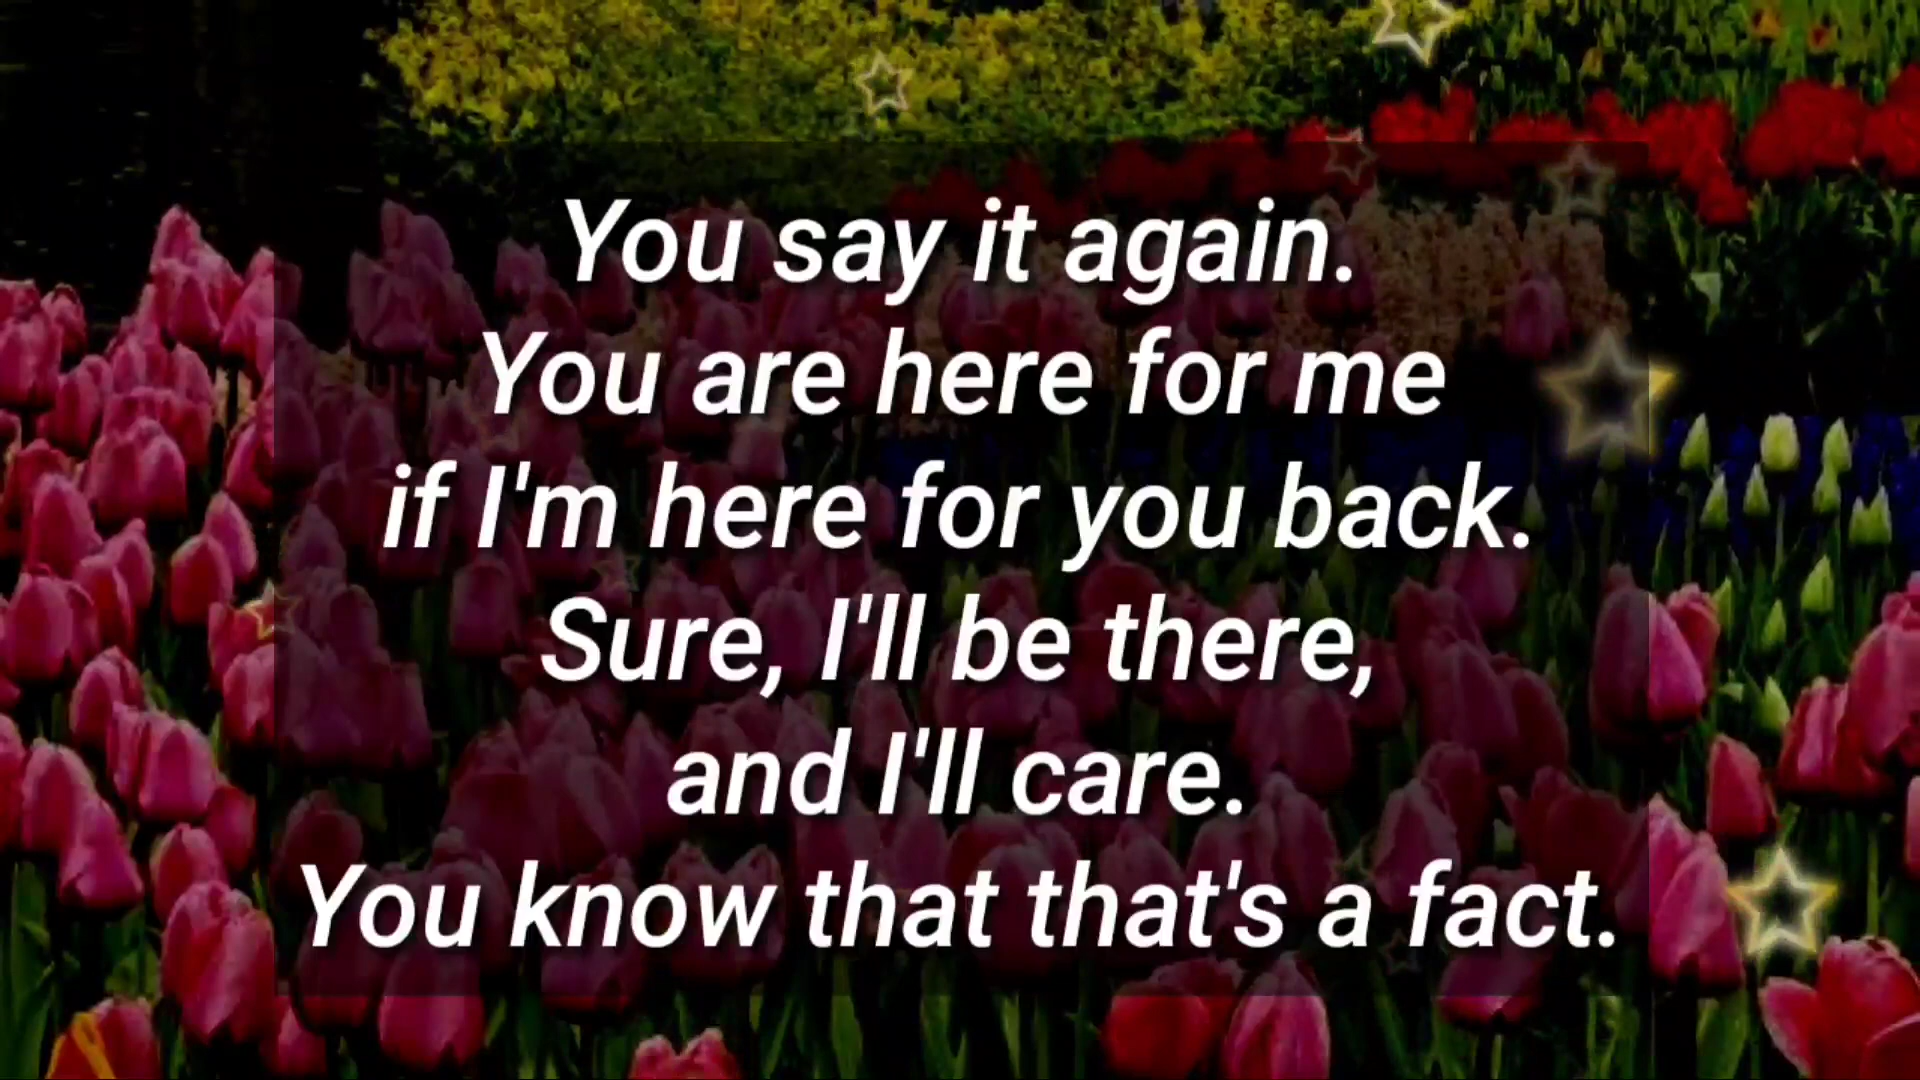 You say it again.
You are here for me
if I'm here for you back.
Sure, I'll be there,
and I'll care.
You know that that's a fact.